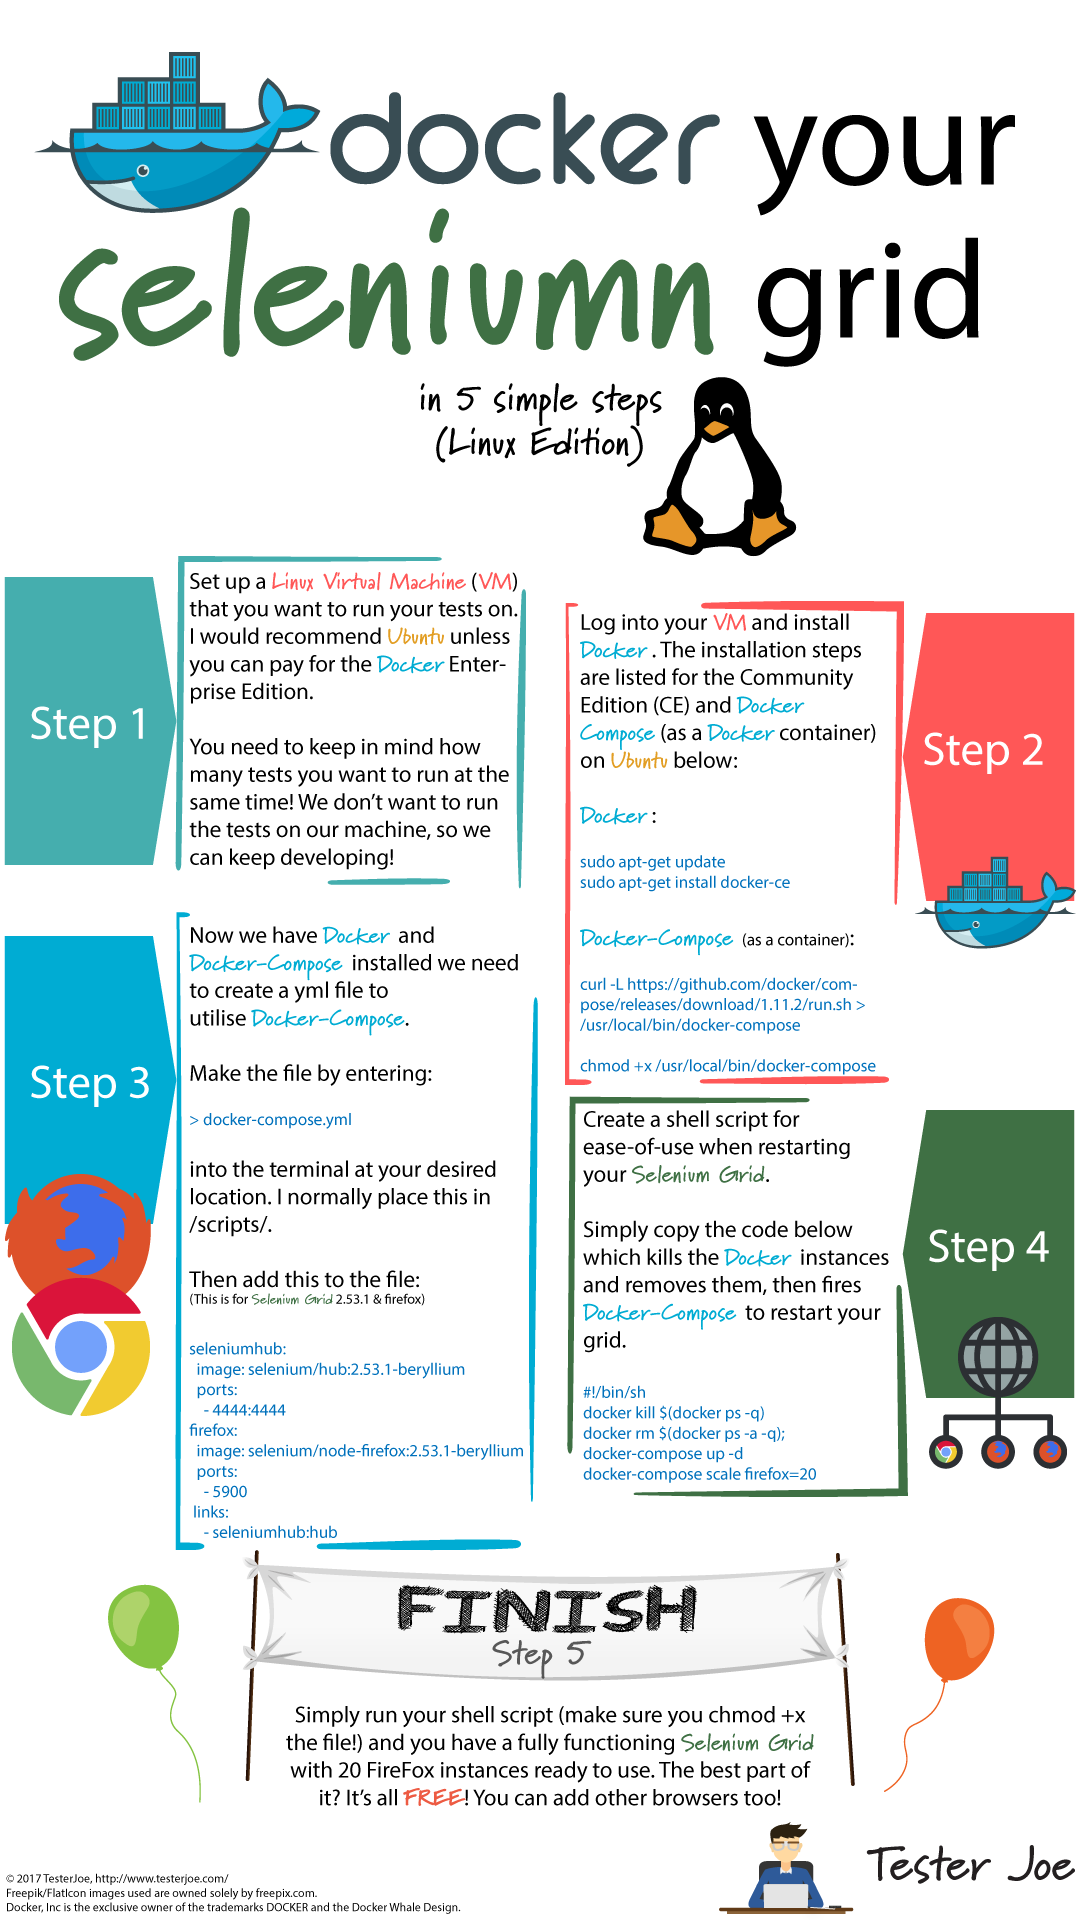 docker your
seleniumn grid
in 5 simple steps
(Linux Edition)
Step 1
Set up a Linux Virtual Machine (VM)
that you want to run your tests on.
I would recommend Ubuntu unless
you can pay for the Docker Enter-
prise Edition.
You need to keep in mind how
many tests you want to run at the
same time! We don't want to run
the tests on our machine, so we
can keep developing!
Step 2
Log into your VM and install
Docker . The installation steps
are listed for the Community
Edition (CE) and Docker
Compose (as a Docker container)
on Ubuntu below:
Docker :
sudo apt-get update
sudo apt-get install docker-ce
Docker-Compose (as a container):
curl -L https://github.com/docker/com-
pose/releases/download/1.11.2/run.sh >
/usr/local/bin/docker-compose
chmod +x /usr/local/bin/docker-compose
Step 3
Now we have Docker and
Docker-Compose installed we need
to create a yml file to
utilise Docker-Compose.
Make the file by entering:
> docker-compose.yml
into the terminal at your desired
location. I normally place this in
/scripts/.
Then add this to the file:
(This is for Selenium Grid 2.53.1 & firefox)
seleniumhub:
image: selenium/hub:2.53.1-beryllium
ports:
- 4444:4444
firefox:
image: selenium/node-firefox:2.53.1-beryllium
ports:
- 5900
links:
- seleniumhub:hub
Step 4
Create a shell script for
ease-of-use when restarting
your Selenium Grid.
Simply copy the code below
which kills the Docker instances
and removes them, then fires
Docker-Compose to restart your
grid.
#!/bin/sh
docker kill $(docker ps -q)
docker rm $(docker ps -a -q);
docker-compose up -d
docker-compose scale firefox=20
FINISH
Step 5
Simply run your shell script (make sure you chmod +x
the file!) and you have a fully functioning Selenium Grid
with 20 FireFox instances ready to use. The best part of
it? It's all FREE! You can add other browsers too!
Tester Joe
© 2017 TesterJoe, http://www.testerjoe.com/
Freepik/FlatIcon images used are owned solely by freepix.com.
Docker, Inc is the exclusive owner of the trademarks DOCKER and the Docker Whale Design.